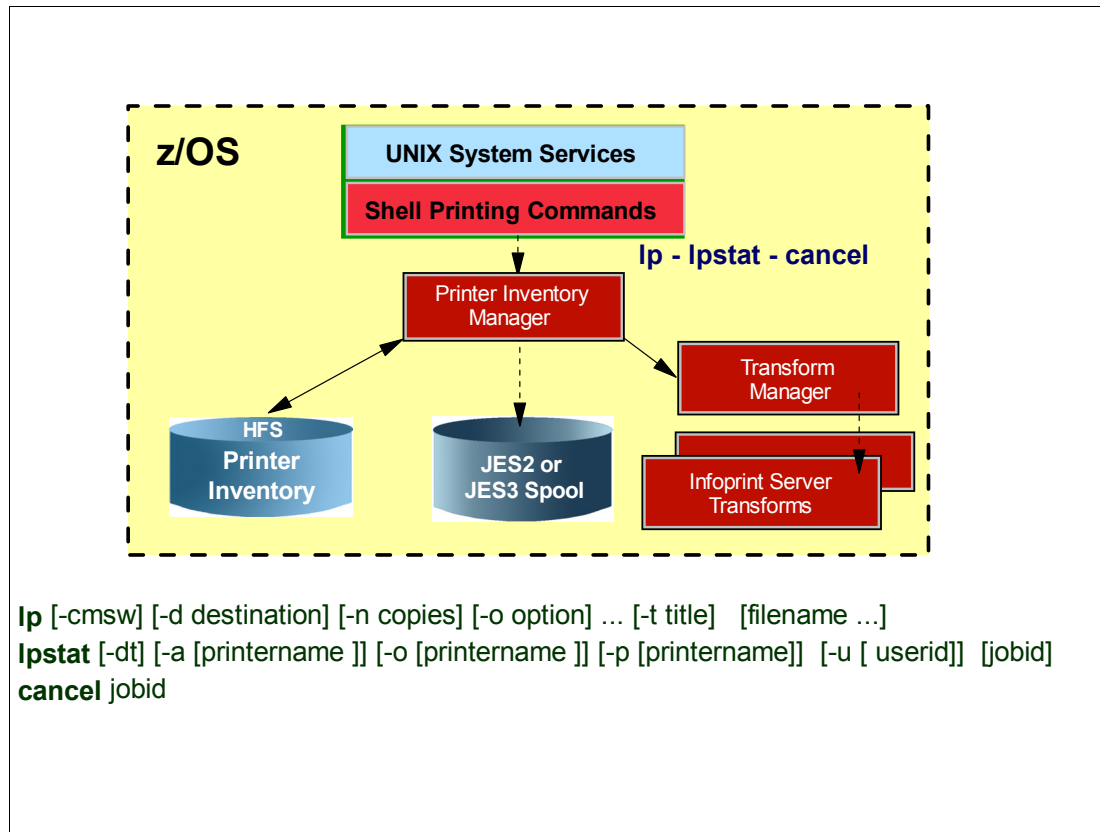 z/OS
UNIX System Services
Shell Printing Commands
lp - lpstat - cancel
Printer Inventory
Manager
Transform
Manager
HFS
Printer
Inventory
JES2 or
JES3 Spool
Infoprint Server
Transforms
lp [-cmsw] [-d destination] [-n copies] [-o option] ... [-t title] [filename ...]
lpstat [-dt] [-a [printername ]] [-o [printername ]] [-p [printername]] [-u [ userid]] [jobid]
cancel jobid